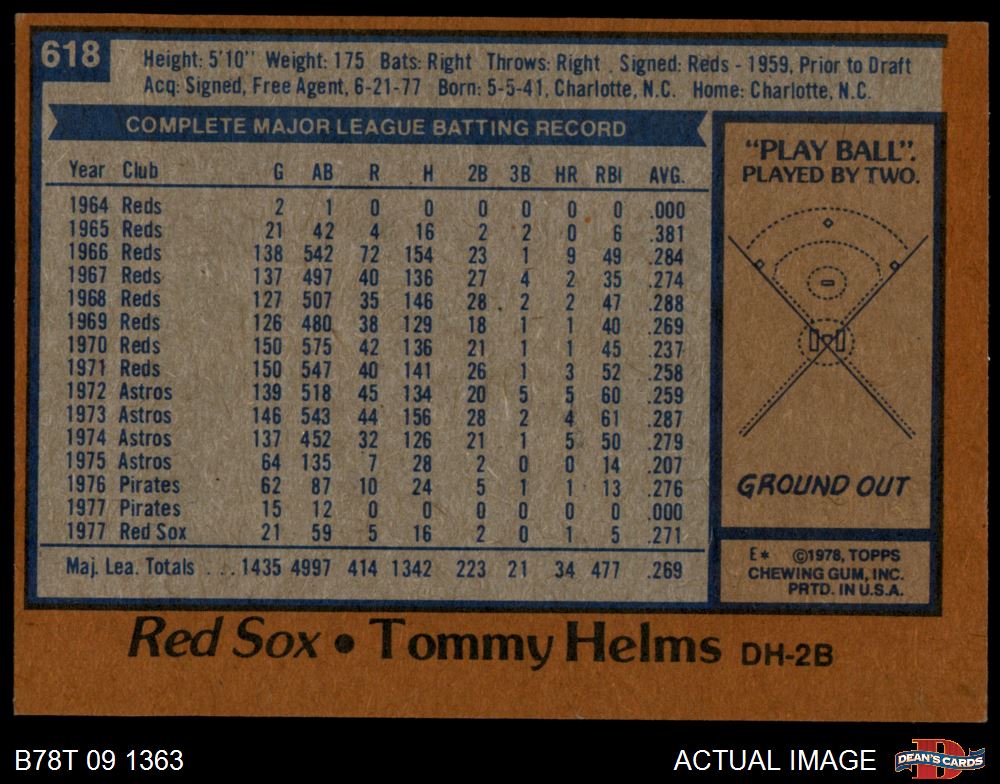 618
Height: 5'10" Weight: 175 Bats: Right Throws: Right . Signed: Reds - 1959, Prior to Draft
Acq: Signed, Free Agent, 6-21-77 Born: 5-5-41, Charlotte, N.C. Home: Charlotte, N.C.
COMPLETE MAJOR LEAGUE BATTING RECORD
Year Club G AB R H 2B 3B HR RBI AVG.
1964 Reds 2 1 0 0 0 0 0 0 .000
1965 Reds 21 42 4 16 2 2 0 6 .381
1966 Reds 138 542 72 154 23 1 9 49 .284
1967 Reds 137 497 40 136 27 4 2 35 .274
1968 Reds 127 507 35 146 28 2 2 47 .288
1969 Reds 126 480 38 129 18 1 1 40 .269
1970 Reds 150 575 42 136 21 1 1 45 .237
1971 Reds 150 547 40 141 26 1 3 52 .258
1972 Astros 139 518 45 134 20 5 5 60 .259
1973 Astros 146 543 44 156 28 2 4 61 .287
1974 Astros 137 452 32 126 21 1 5 50 .279
1975 Astros 64 135 7 28 2 0 0 14 .207
1976 Pirates 62 87 10 24 5 1 1 13 .276
1977 Pirates 15 12 0 0 0 0 0 0 .000
1977 Red Sox 21 59 5 16 2 0 1 5 .271
Maj. Lea. Totals . . . 1435 4997 414 1342 223 21 34 477 .269
"PLAY BALL".
PLAYED BY TWO.
GROUND OUT
E* ©1978, TOPPS
CHEWING GUM, INC.
PRTD. IN U.S.A.
Red Sox • Tommy Helms DH-2B
B78T 09 1363
ACTUAL IMAGE
D
DEAN'S CARDS